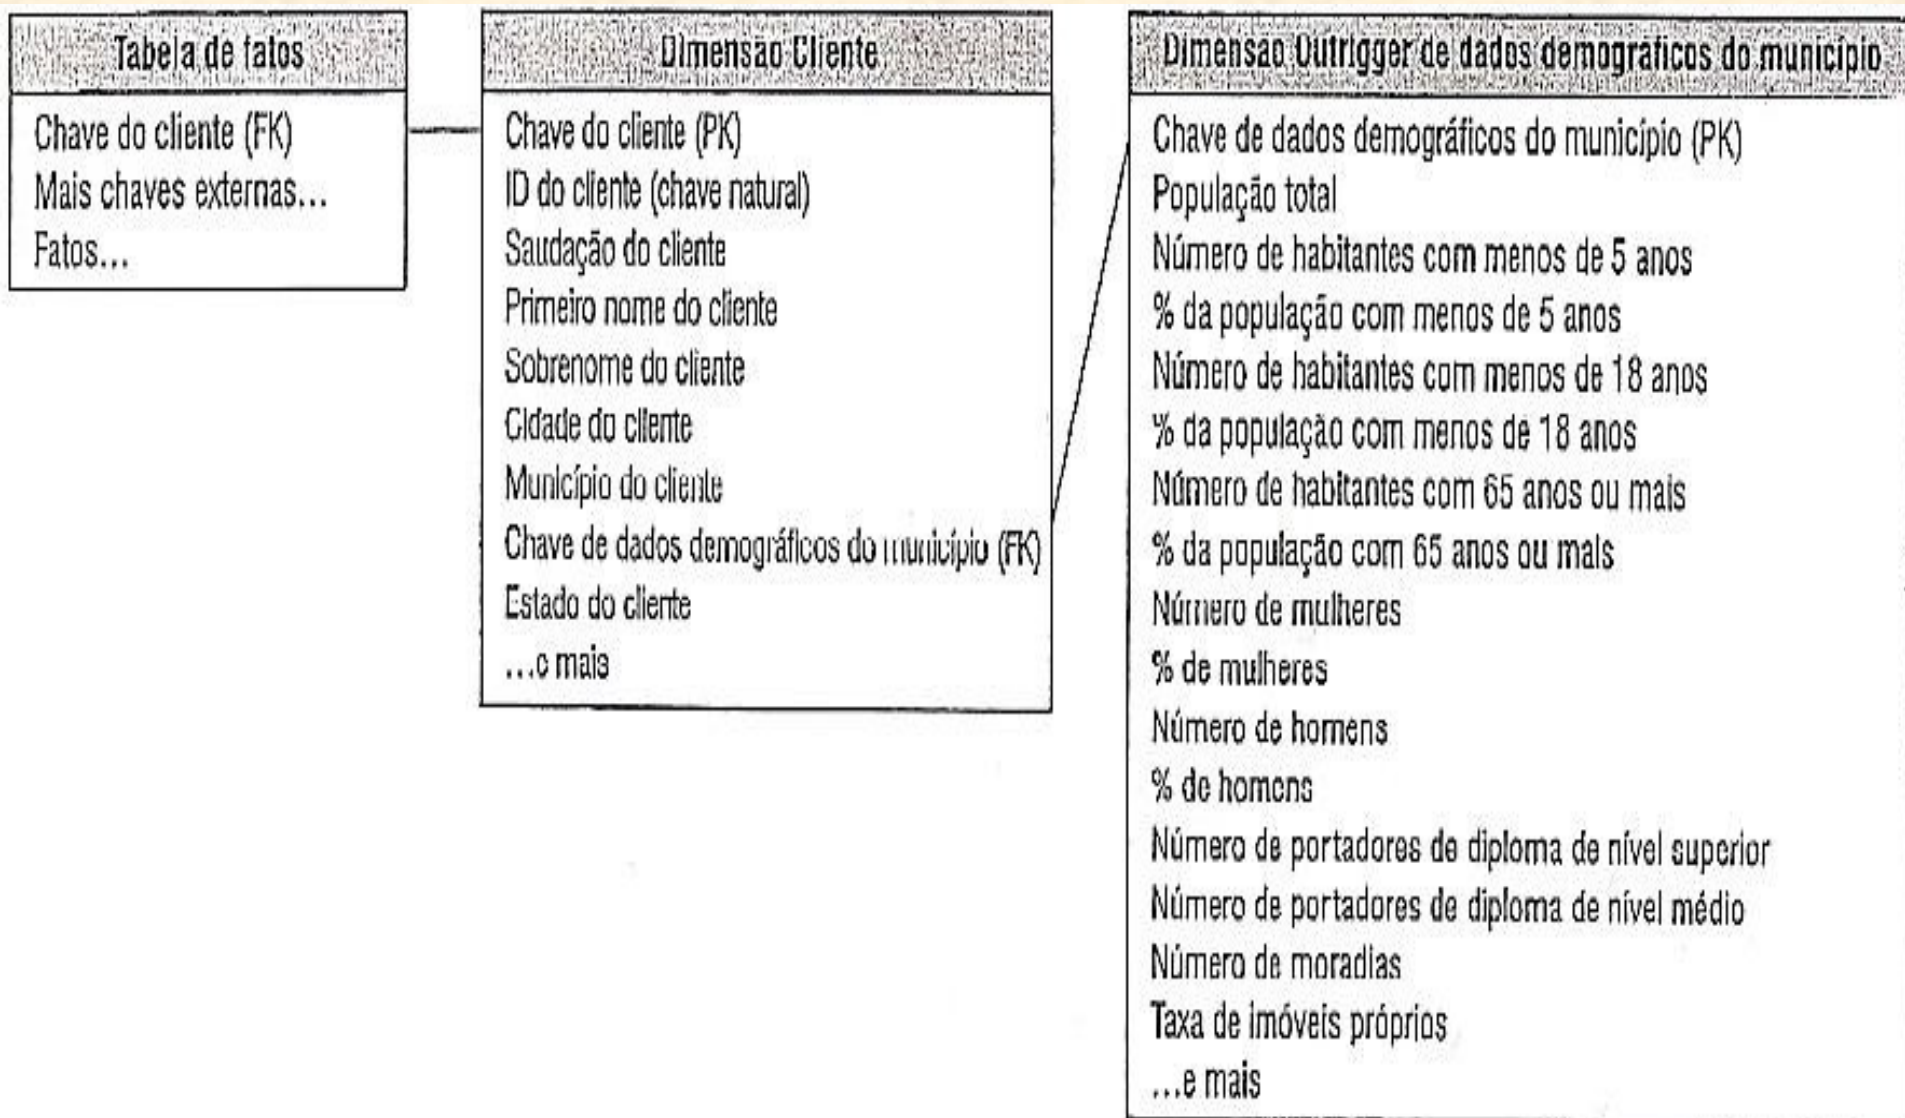 Tabela de fatos
Chave do cliente (FK)
Mais chaves externas...
Fatos...
Dimensão Cliente
Chave do cliente (PK)
ID do cliente (chave natural)
Saudação do cliente
Primeiro nome do cliente
Sobrenome do cliente
Cidade do cliente
Município do cliente
Chave de dados demográficos do município (FK)
Estado do cliente
...e mais
Dimensão Outrigger de dados demográficos do município
Chave de dados demográficos do município (PK)
População total
Número de habitantes com menos de 5 anos
% da população com menos de 5 anos
Número de habitantes com menos de 18 anos
% da população com menos de 18 anos
Número de habitantes com 65 anos ou mais
% da população com 65 anos ou mais
Número de mulheres
% de mulheres
Número de homens
% de homens
Número de portadores de diploma de nível superior
Número de portadores de diploma de nível médio
Número de moradias
Taxa de imóveis próprios
...e mais